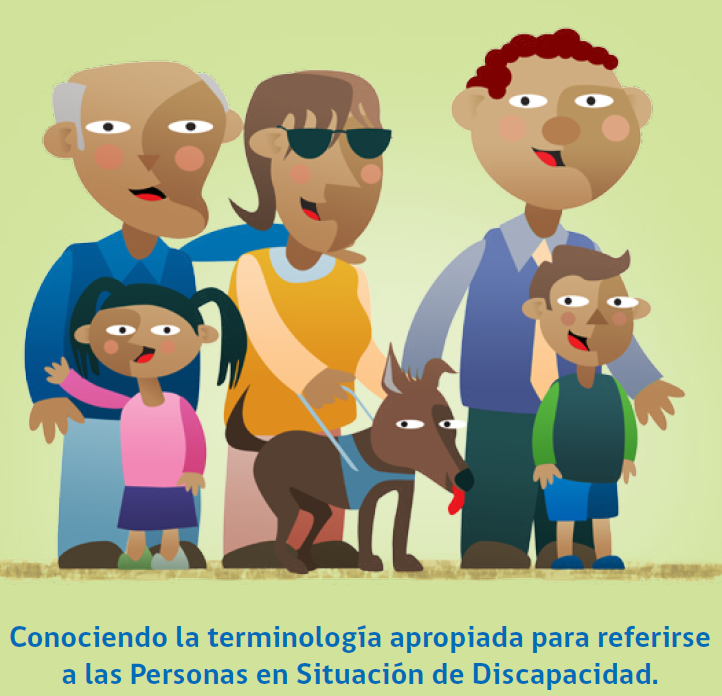 Conociendo la terminología apropiada para referirse
a las Personas en Situación de Discapacidad.